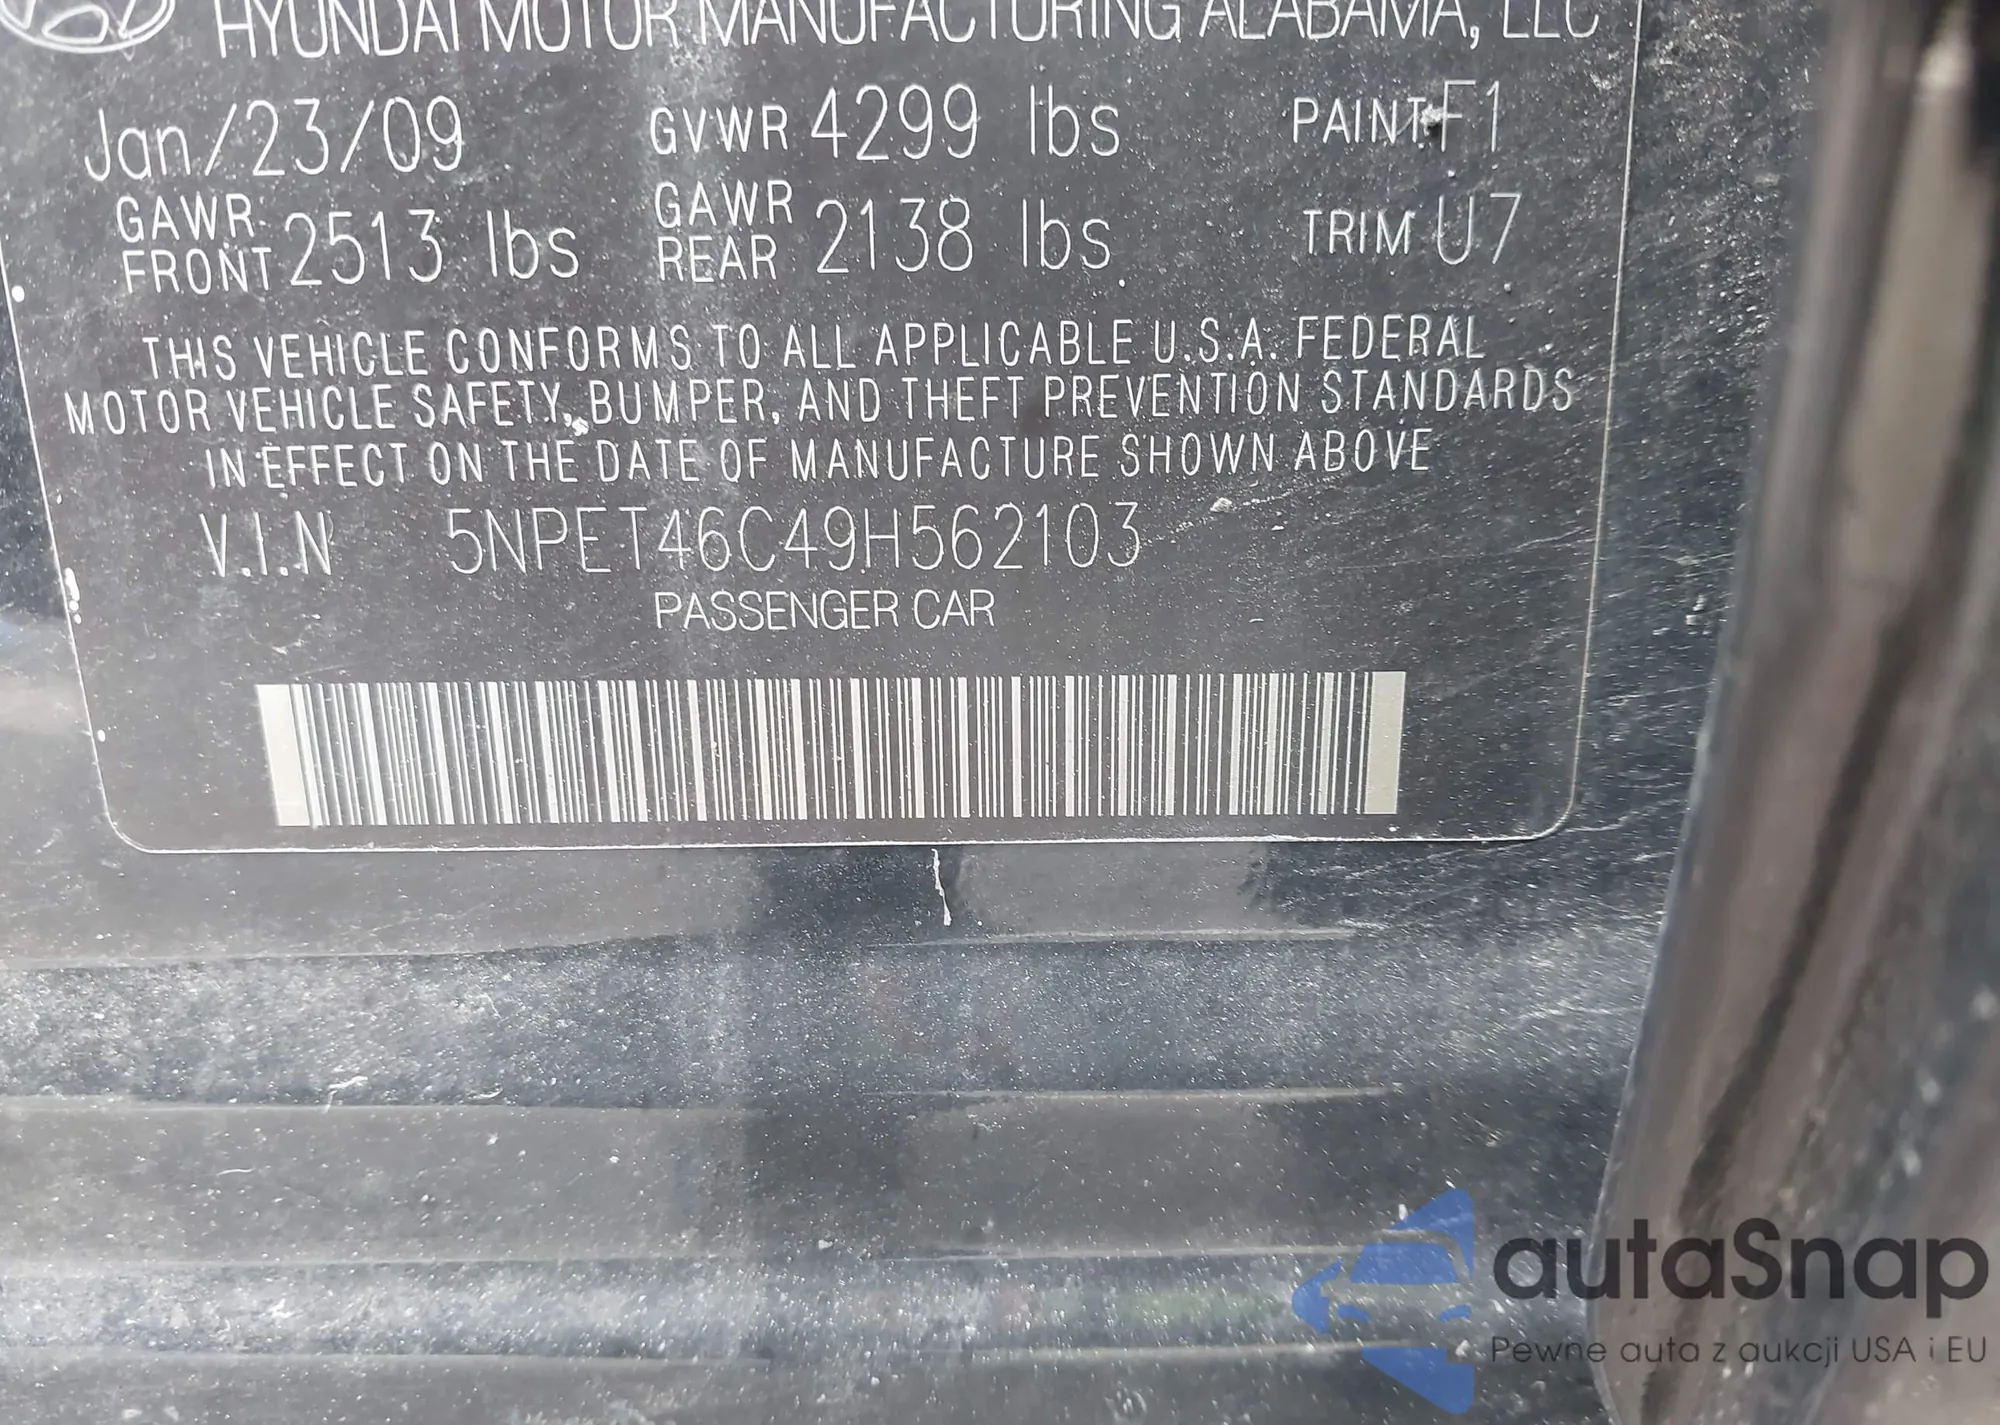 HYUNDAI MOTOR MANUFACTURING ALABAMA, LLC
Jan/23/09 GVWR 4299 lbs PAINT F1
GAWR FRONT 2513 lbs GAWR REAR 2138 lbs TRIM U7
THIS VEHICLE CONFORMS TO ALL APPLICABLE U.S.A. FEDERAL
MOTOR VEHICLE SAFETY, BUMPER, AND THEFT PREVENTION STANDARDS
IN EFFECT ON THE DATE OF MANUFACTURE SHOWN ABOVE
V.I.N 5NPET46C49H562103
PASSENGER CAR
autaSnap
Pewne auta z aukcji USA i EU